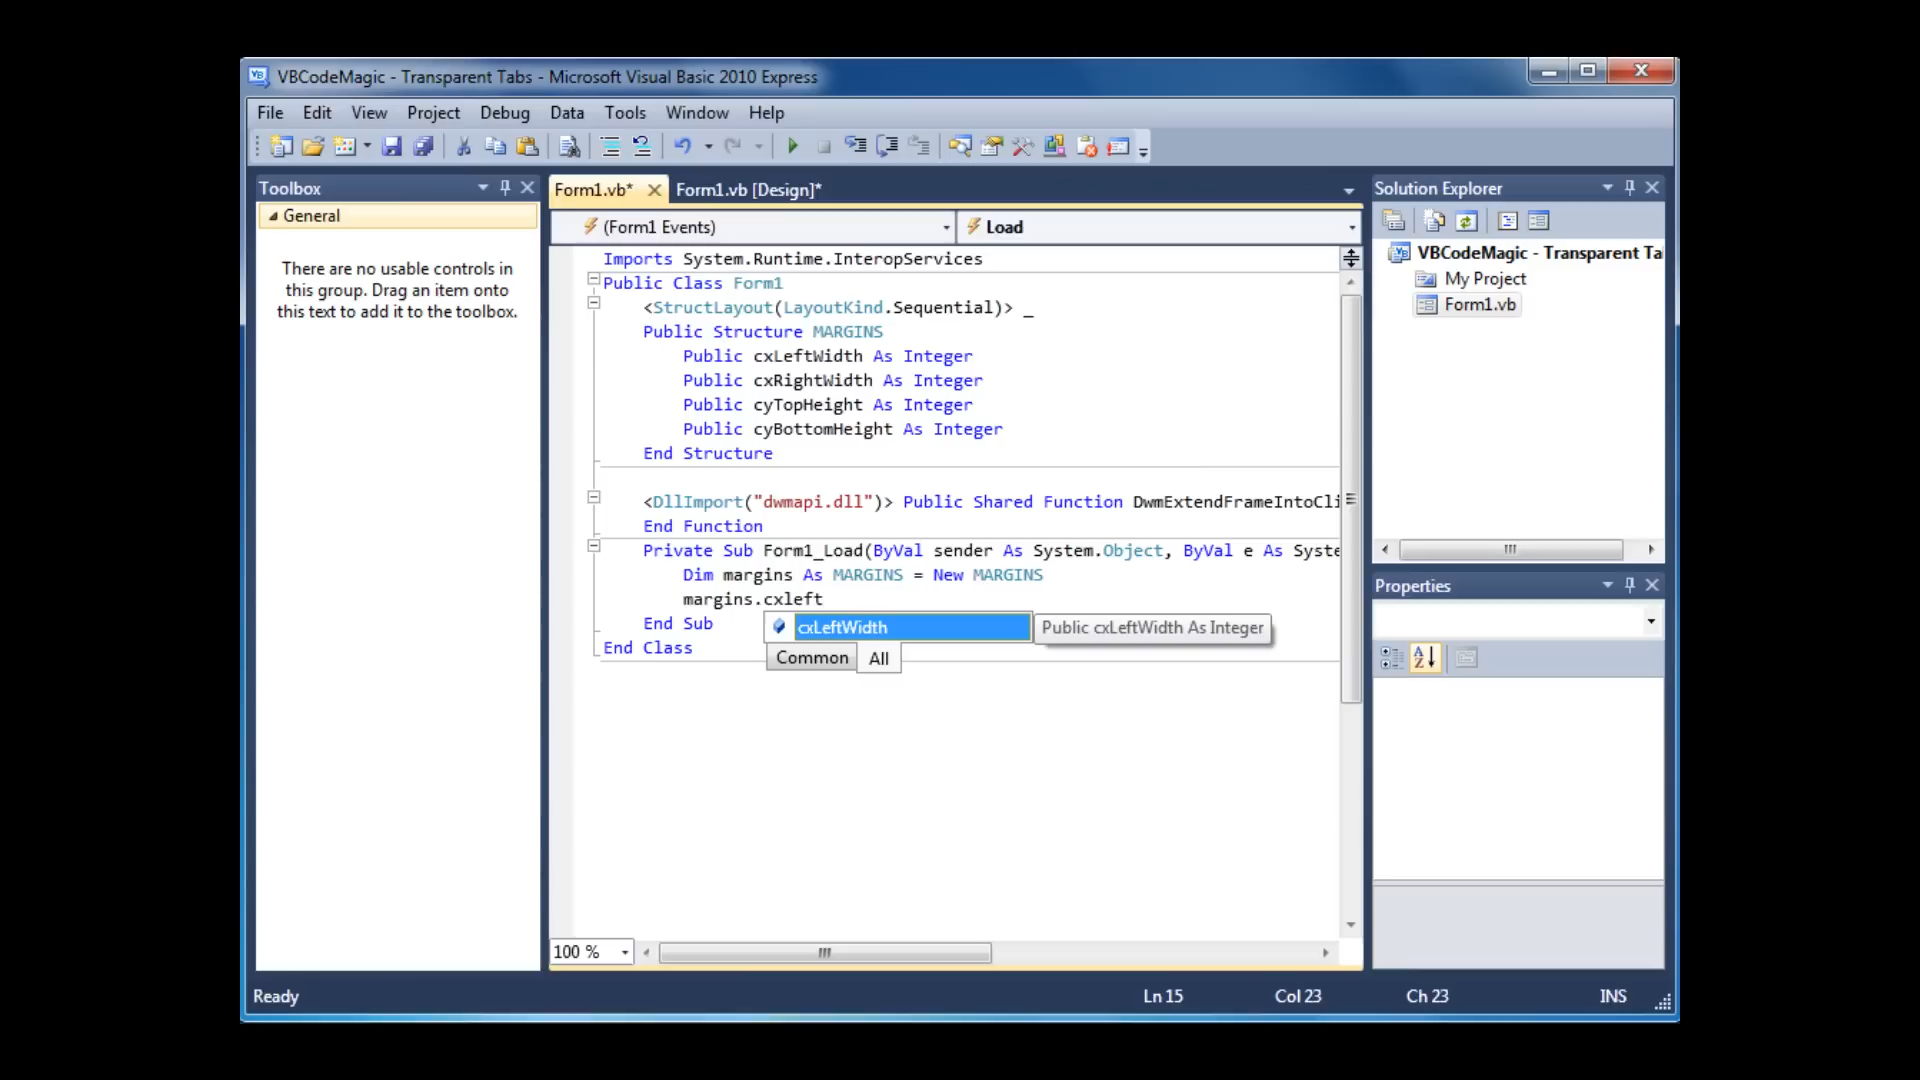 VBCodeMagic - Transparent Tabs - Microsoft Visual Basic 2010 Express
File Edit View Project Debug Data Tools Window Help
Toolbox
General
There are no usable controls in
this group. Drag an item onto
this text to add it to the toolbox.
Form1.vb* Form1.vb [Design]*
(Form1 Events) Load
Imports System.Runtime.InteropServices
Public Class Form1
<StructLayout(LayoutKind.Sequential)> _
Public Structure MARGINS
Public cxLeftWidth As Integer
Public cxRightWidth As Integer
Public cyTopHeight As Integer
Public cyBottomHeight As Integer
End Structure
<DllImport("dwmapi.dll")> Public Shared Function DwmExtendFrameIntoCli
End Function
Private Sub Form1_Load(ByVal sender As System.Object, ByVal e As Syste
Dim margins As MARGINS = New MARGINS
margins.cxleft
End Sub
End Class
cxLeftWidth
Public cxLeftWidth As Integer
Common All
100 %
Solution Explorer
VBCodeMagic - Transparent Ta
My Project
Form1.vb
Properties
Ready Ln 15 Col 23 Ch 23 INS